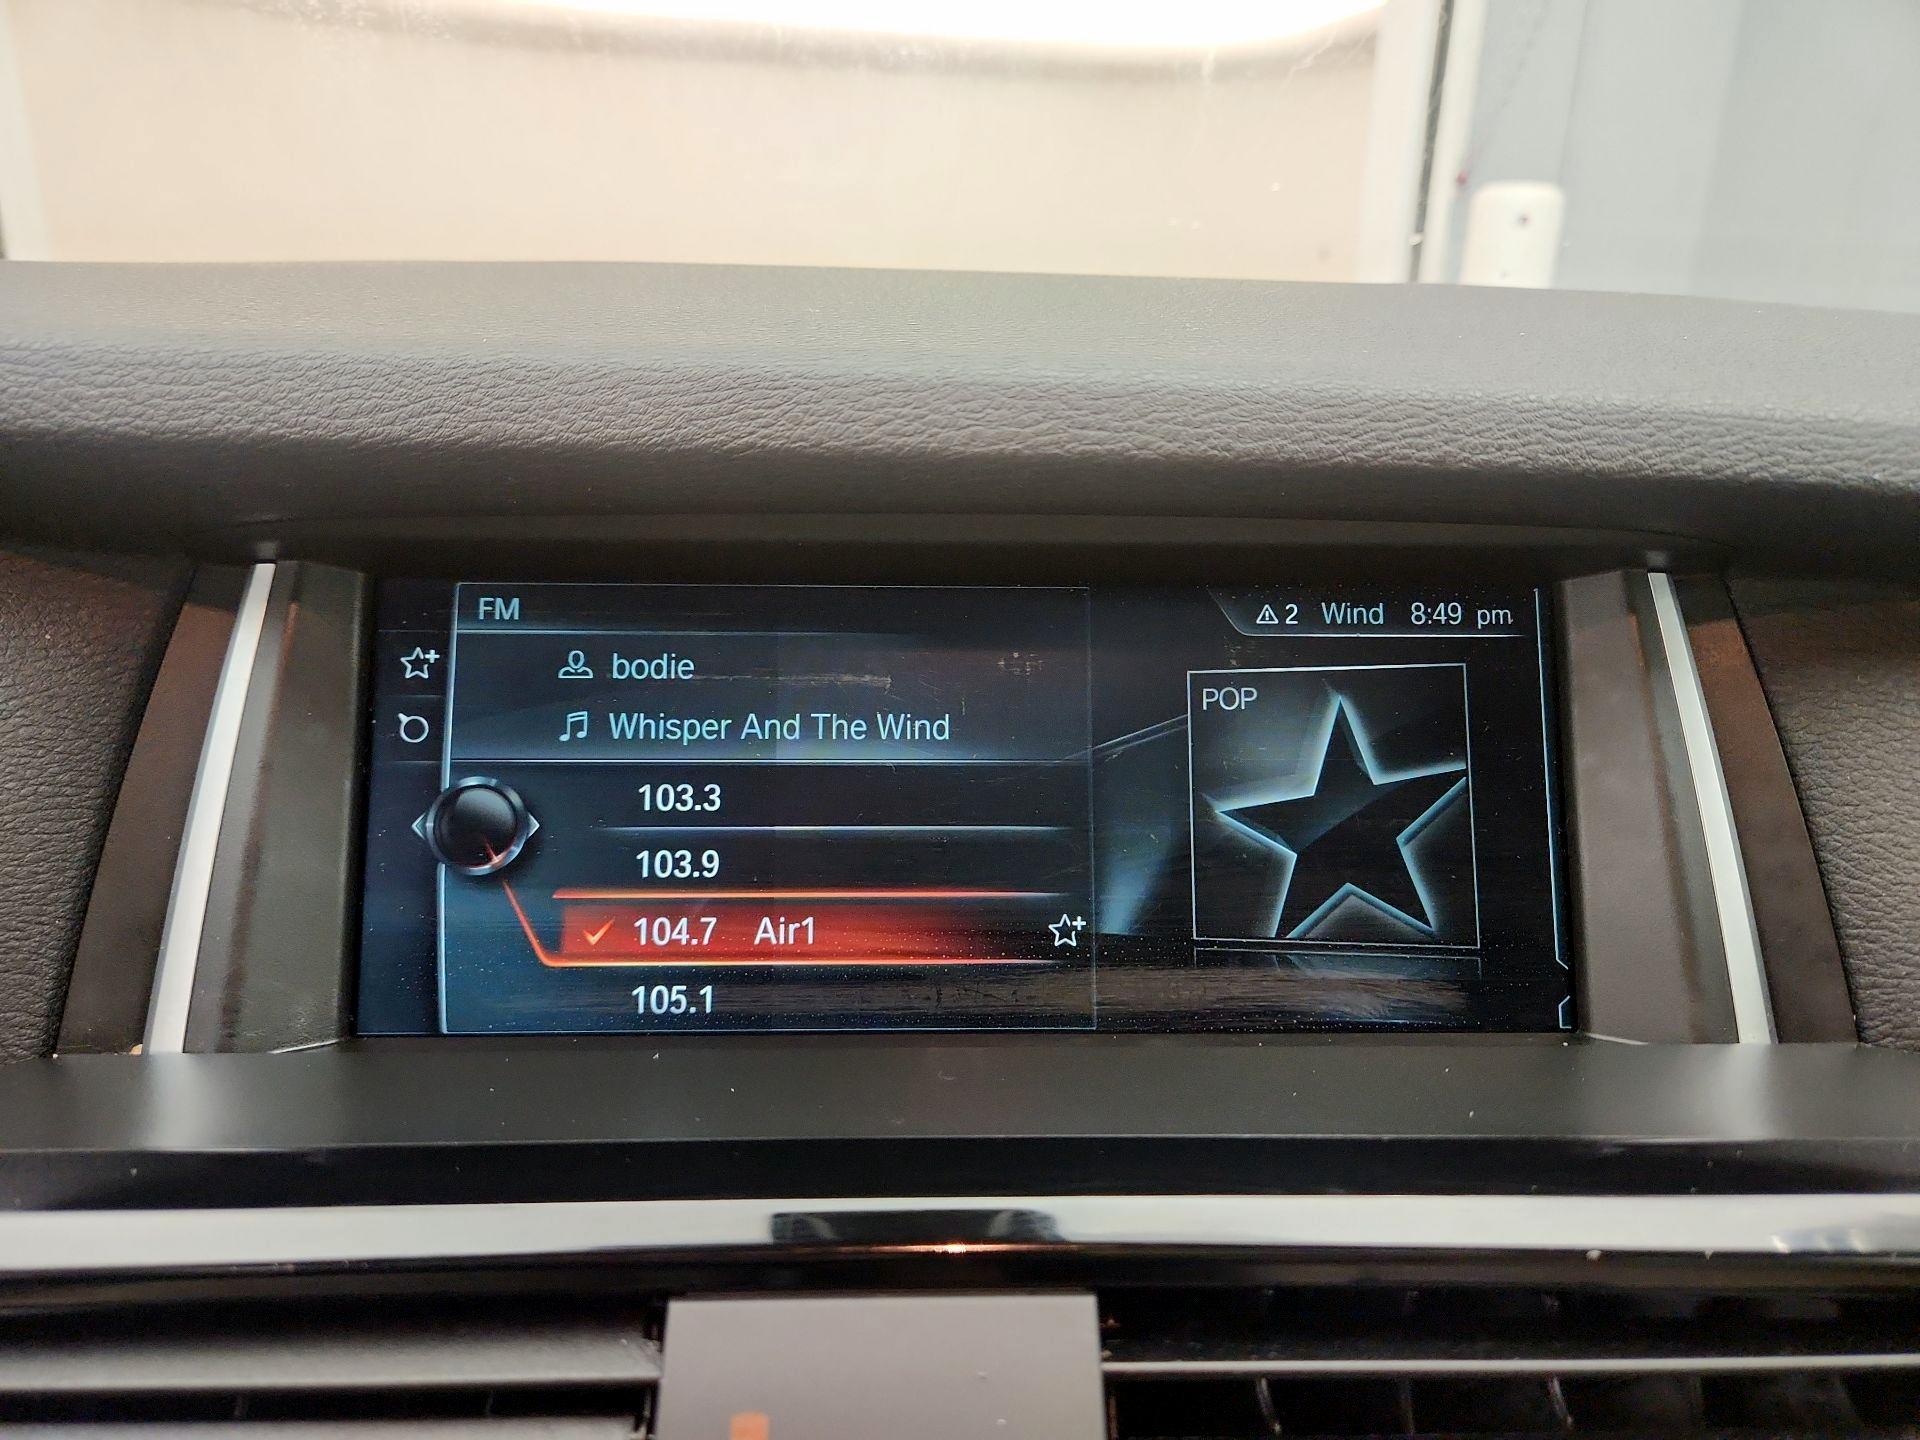 FM
2 Wind 8:49 pm
bodie
Whisper And The Wind
POP
103.3
103.9
104.7 Air1
105.1